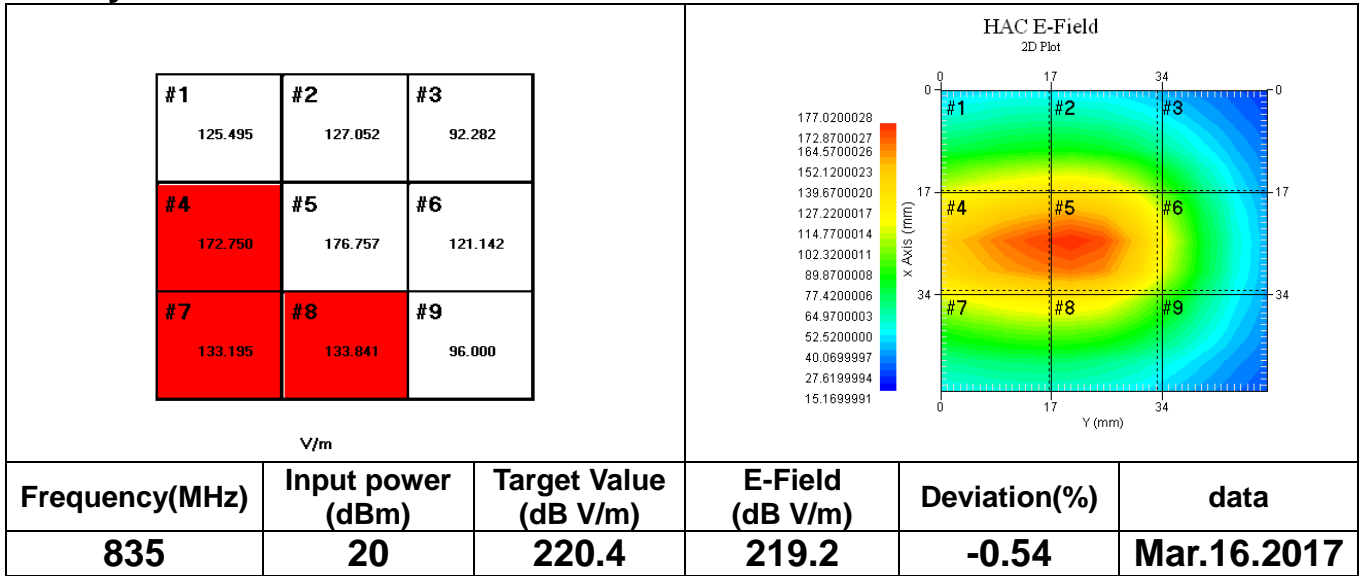 #1 #2 #3
125.495 127.052 92.282
#4 #5 #6
172.750 176.757 121.142
#7 #8 #9
133.195 133.841 96.000
V/m
HAC E-Field
2D Plot
0 17 34
0 0
#1 #2 #3
17 17
#4 #5 #6
34 34
#7 #8 #9
0 17 34
Y (mm)
x Axis (mm)
177.0200028
172.8700027
164.5700026
152.1200023
139.6700020
127.2200017
114.7700014
102.3200011
89.8700008
77.4200006
64.9700003
52.5200000
40.0699997
27.6199994
15.1699991
Frequency(MHz) Input power (dBm) Target Value (dB V/m) E-Field (dB V/m) Deviation(%) data
835 20 220.4 219.2 -0.54 Mar.16.2017